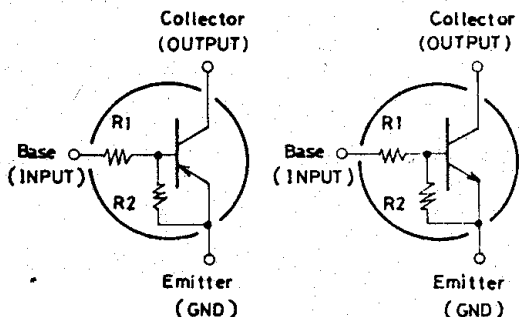 Collector
(OUTPUT)
R1
Base
(INPUT)
R2
Emitter
(GND)
Collector
(OUTPUT)
R1
Base
(INPUT)
R2
Emitter
(GND)